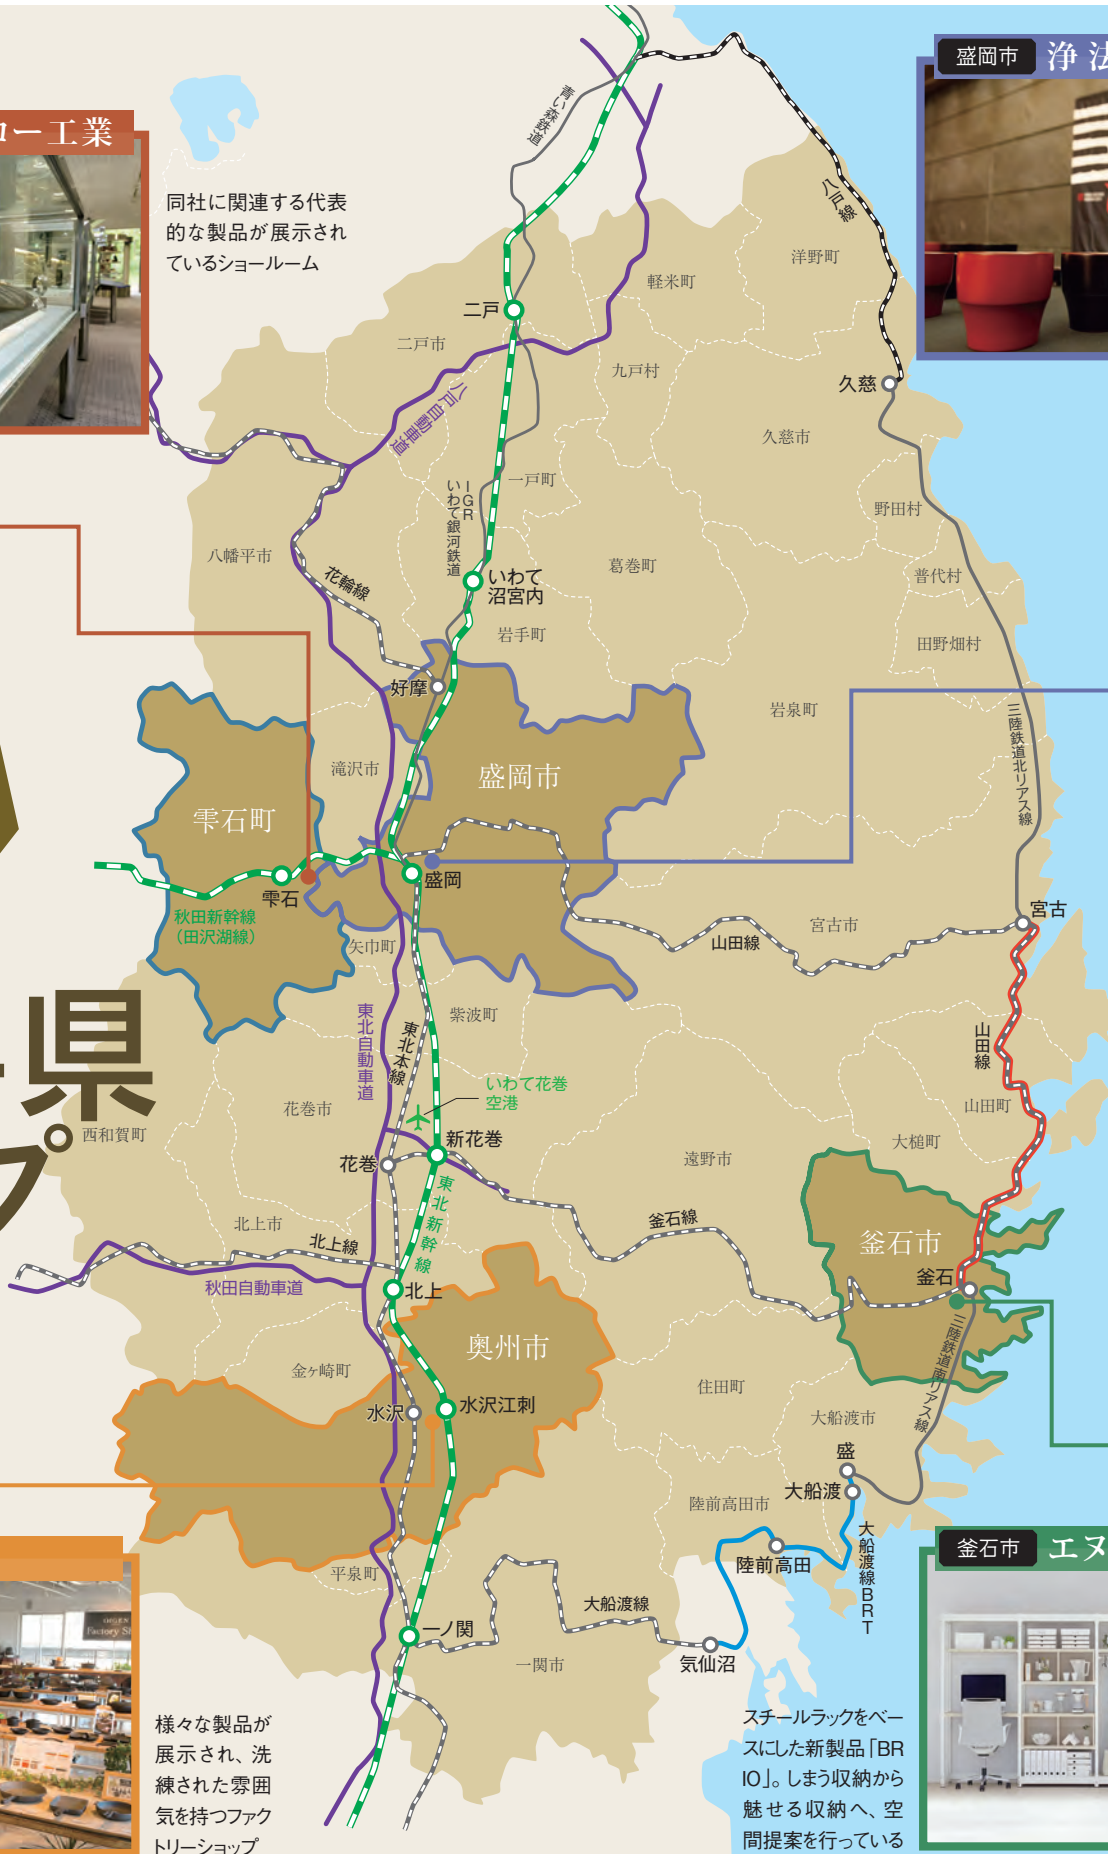 ロー工業
同社に関連する代表
的な製品が展示され
ているショールーム
盛岡市
浄法
青い森鉄道
八戸線
洋野町
軽米町
二戸
二戸市
九戸村
久慈
八戸自動車道
久慈市
一戸町
IGR
いわて銀河鉄道
野田村
八幡平市
花輪線
いわて
沼宮内
葛巻町
普代村
岩手町
田野畑村
好摩
岩泉町
三陸鉄道北リアス線
滝沢市
盛岡市
雫石町
盛岡
雫石
秋田新幹線
(田沢湖線)
宮古
宮古市
山田線
矢巾町
東北自動車道
東北本線
紫波町
山田線
県
いわて花巻
空港
花巻市
山田町
西和賀町
新花巻
大槌町
プ
花巻
遠野市
東北新幹線
北上市
北上線
釜石線
釜石市
秋田自動車道
北上
釜石
奥州市
三陸鉄道南リアス線
金ケ崎町
住田町
水沢
水沢江刺
大船渡市
盛
大船渡
陸前高田市
大船渡線BRT
陸前高田
平泉町
大船渡線
一ノ関
一関市
気仙沼
釜石市
エヌ
Factory
様々な製品が
展示され、洗
練された雰囲
気を持つファク
トリーショップ
スチールラックをベー
スにした新製品「BR
IO」。しまう収納から
魅せる収納へ、空
間提案を行っている